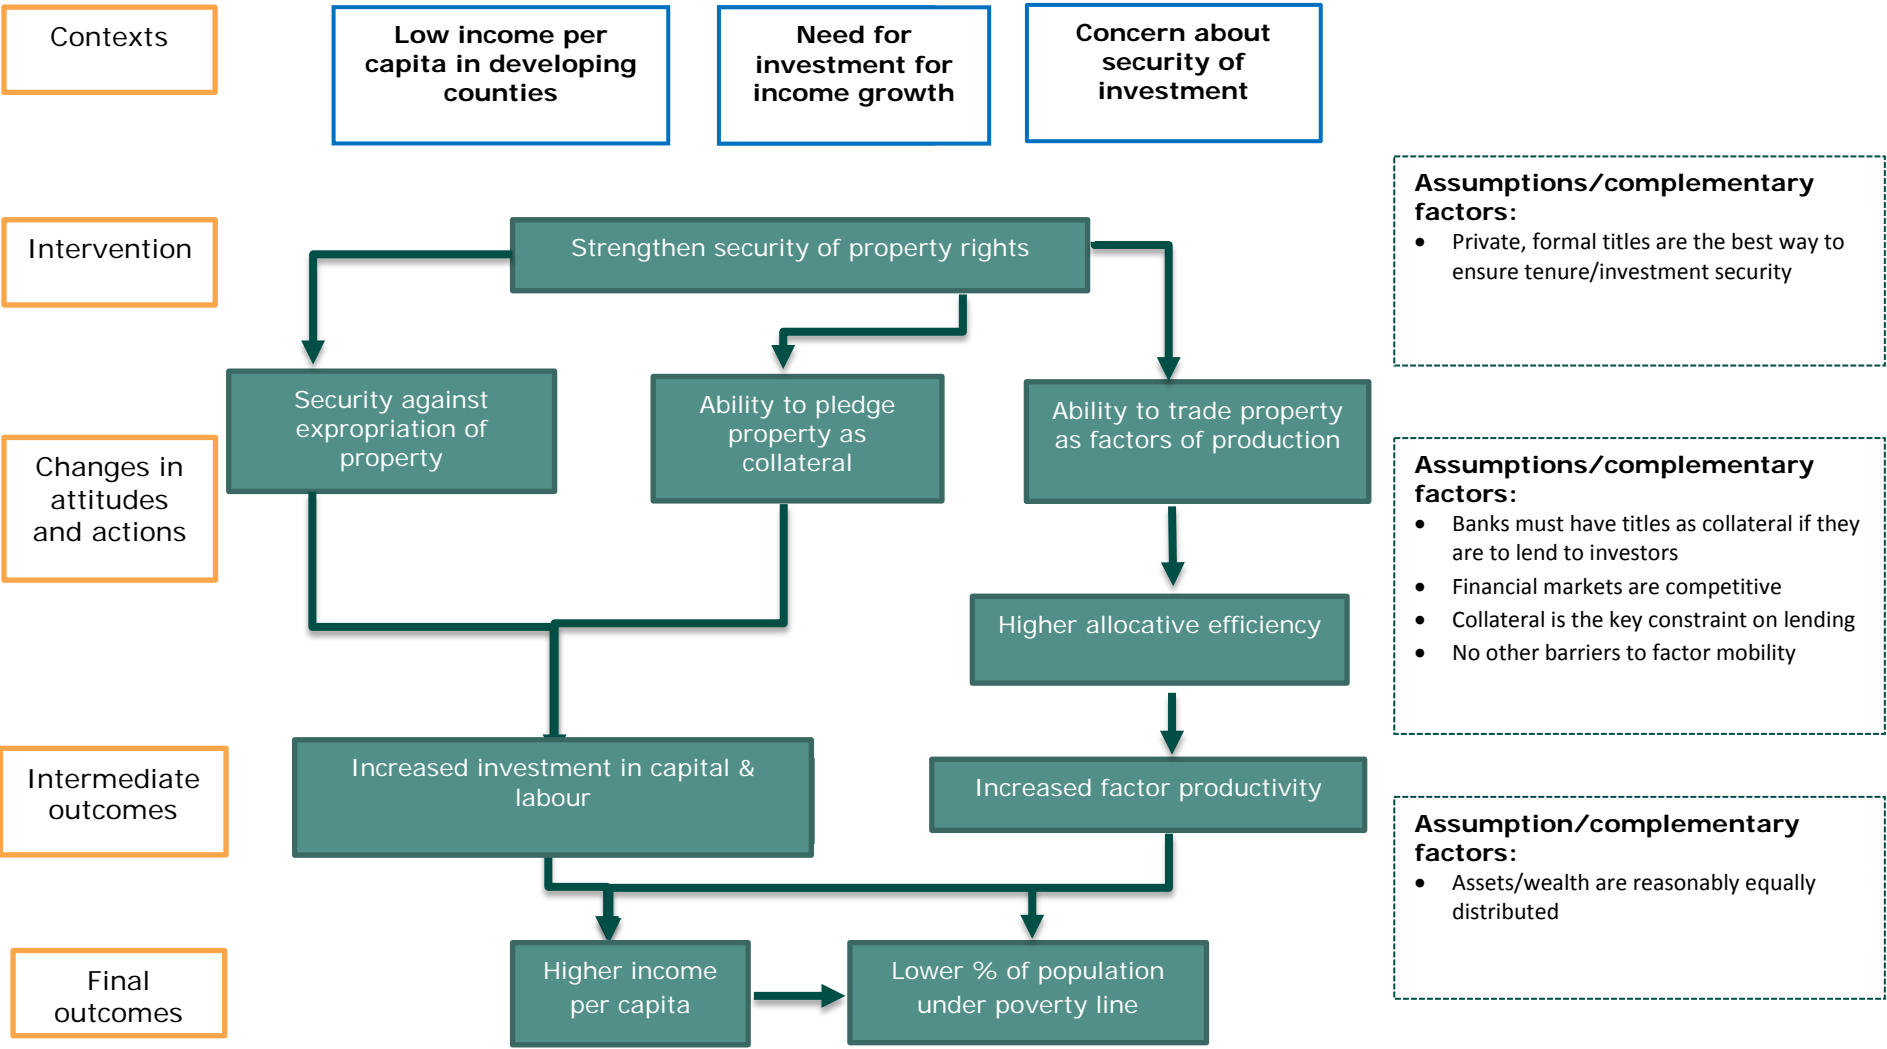 Contexts
Low income per
capita in developing
counties
Need for
investment for
income growth
Concern about
security of
investment
Assumptions/complementary
factors:
• Private, formal titles are the best way to
ensure tenure/investment security
Intervention
Strengthen security of property rights
Changes in
attitudes
and actions
Security against
expropriation of
property
Ability to pledge
property as
collateral
Ability to trade property
as factors of production
Higher allocative efficiency
Assumptions/complementary
factors:
• Banks must have titles as collateral if they
are to lend to investors
• Financial markets are competitive
• Collateral is the key constraint on lending
• No other barriers to factor mobility
Intermediate
outcomes
Increased investment in capital &
labour
Increased factor productivity
Assumption/complementary
factors:
• Assets/wealth are reasonably equally
distributed
Final
outcomes
Higher income
per capita
Lower % of population
under poverty line